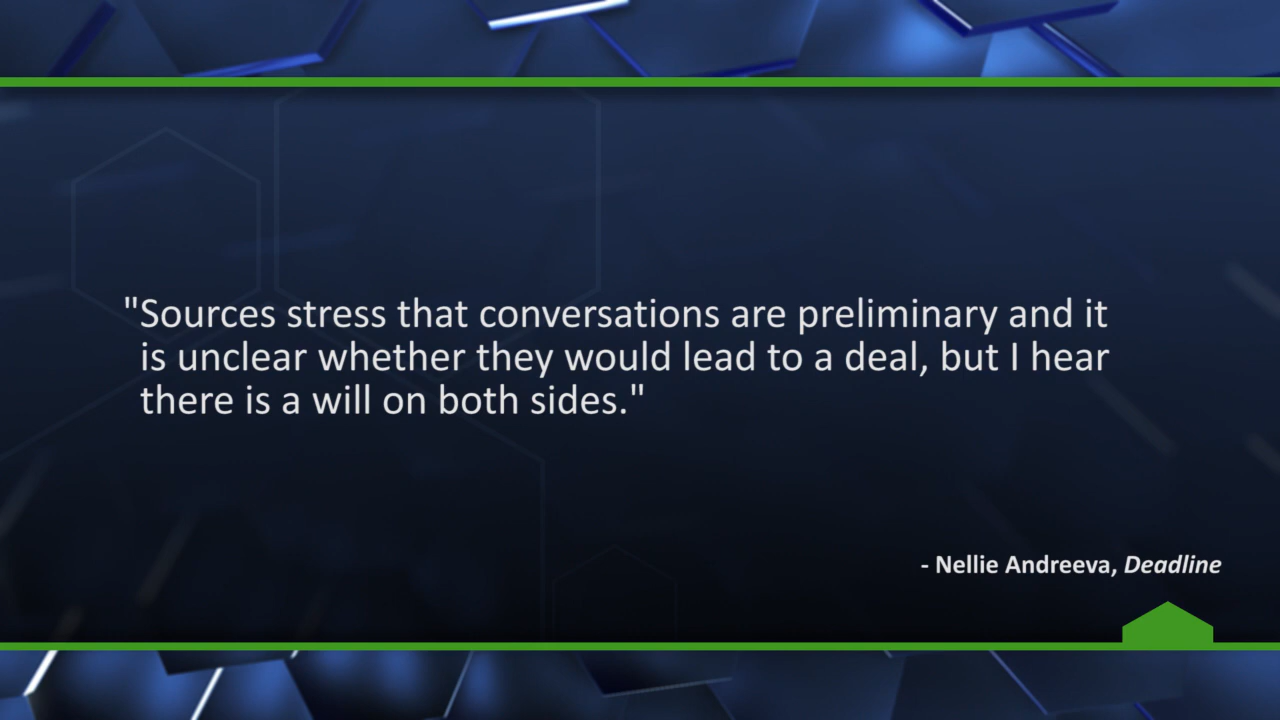 "Sources stress that conversations are preliminary and it
is unclear whether they would lead to a deal, but I hear
there is a will on both sides."
- Nellie Andreeva, Deadline